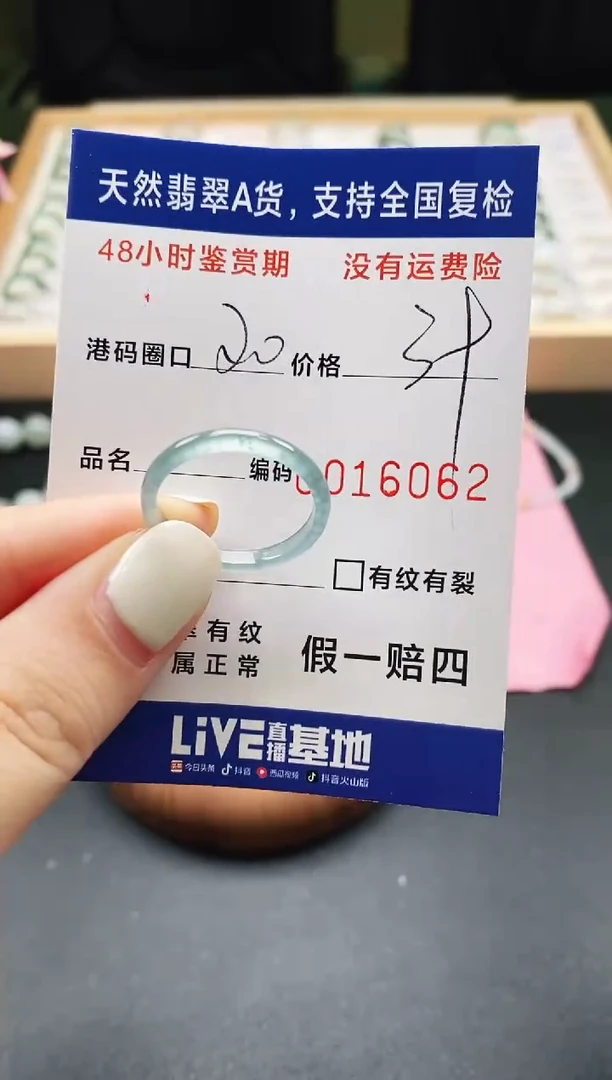 天然翡翠A货，支持全国复检
48小时鉴赏期 没有运费险
港码圈口 20 价格
品名 编码 0016062
有纹有裂
有纹
属正常 假一赔四
LiVE直播基地
今日头条 抖音 西瓜视频 抖音火山版